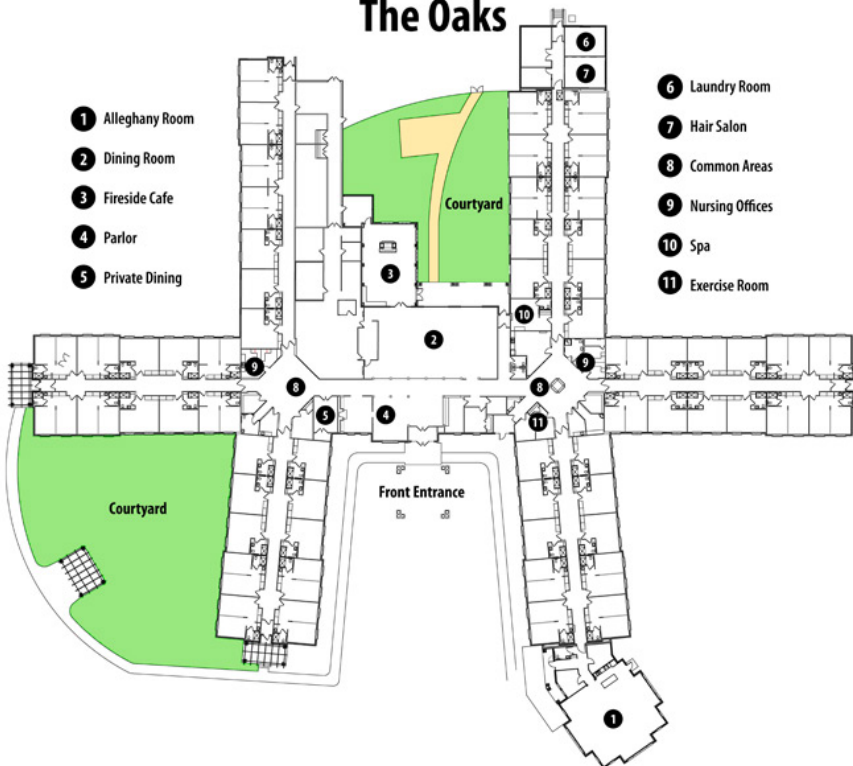 The Oaks
1 Alleghany Room
2 Dining Room
3 Fireside Cafe
4 Parlor
5 Private Dining
6 Laundry Room
7 Hair Salon
8 Common Areas
9 Nursing Offices
10 Spa
11 Exercise Room
6
7
Courtyard
3
10
2
9
9
8
8
5
4
11
Front Entrance
Courtyard
1